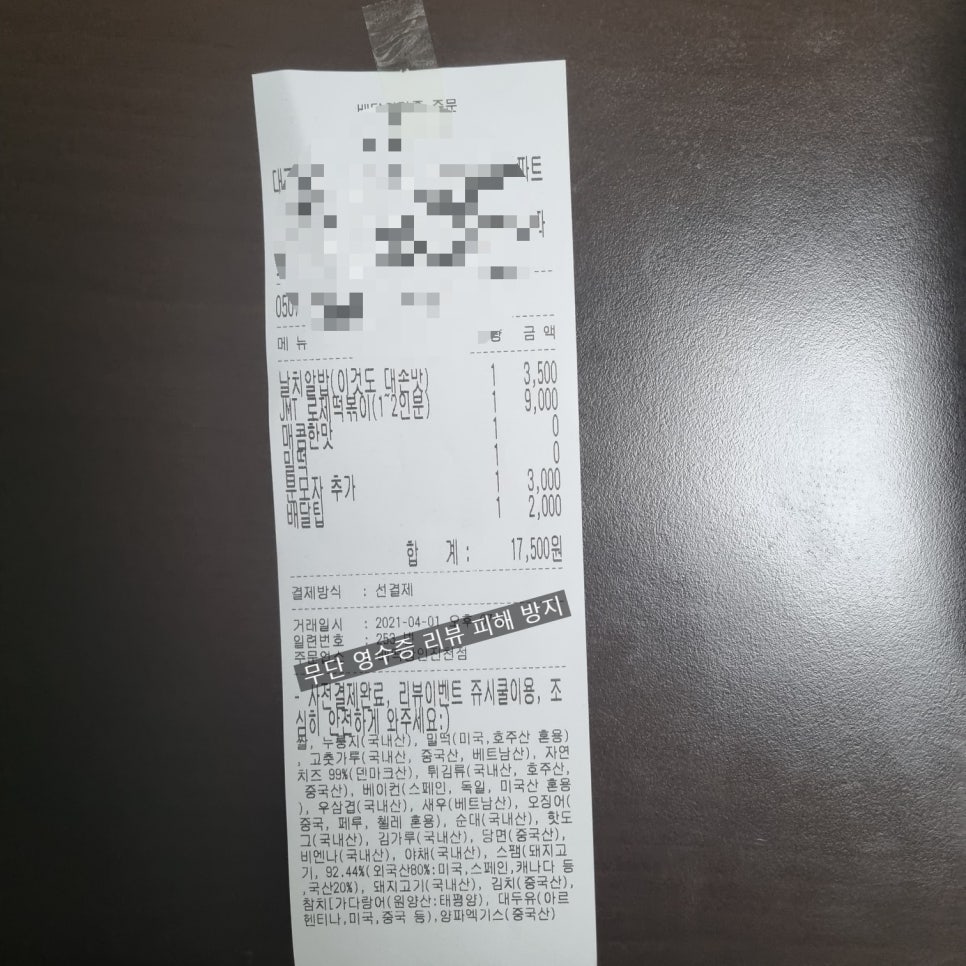 주문
파트
메뉴 량 금액
날치알밥(이것도 대손맛) 1 3,500
JMT 로제떡볶이(1~2인분) 1 9,000
매콤한맛 1 0
밀떡 1 0
분모자 추가 1 3,000
배달팁 1 2,000
합 계 : 17,500원
결제방식 : 선결제
거래일시 : 2021-04-01 오후
일련번호 : 253
무단 영수증 리뷰 피해 방지
- 사전결제완료, 리뷰이벤트 쥬시쿨이용, 조
심히 안전하게 와주세요:)
쌀, 누룽지(국내산), 밀떡(미국,호주산 혼용)
, 고춧가루(국내산, 중국산, 베트남산), 자연
치즈 99%(덴마크산), 튀김류(국내산, 호주산,
중국산), 베이컨(스페인, 독일, 미국산 혼용
), 우삼겹(국내산), 새우(베트남산), 오징어(
중국, 페루, 칠레 혼용), 순대(국내산), 핫도
그(국내산), 김가루(국내산), 당면(중국산),
비엔나(국내산), 야채(국내산), 스팸(돼지고
기, 92.44%(외국산80%:미국,스페인,캐나다 등
,국산20%), 돼지고기(국내산), 김치(중국산),
참치[가다랑어(원양산:태평양), 대두유(아르
헨티나,미국,중국 등),양파엑기스(중국산)